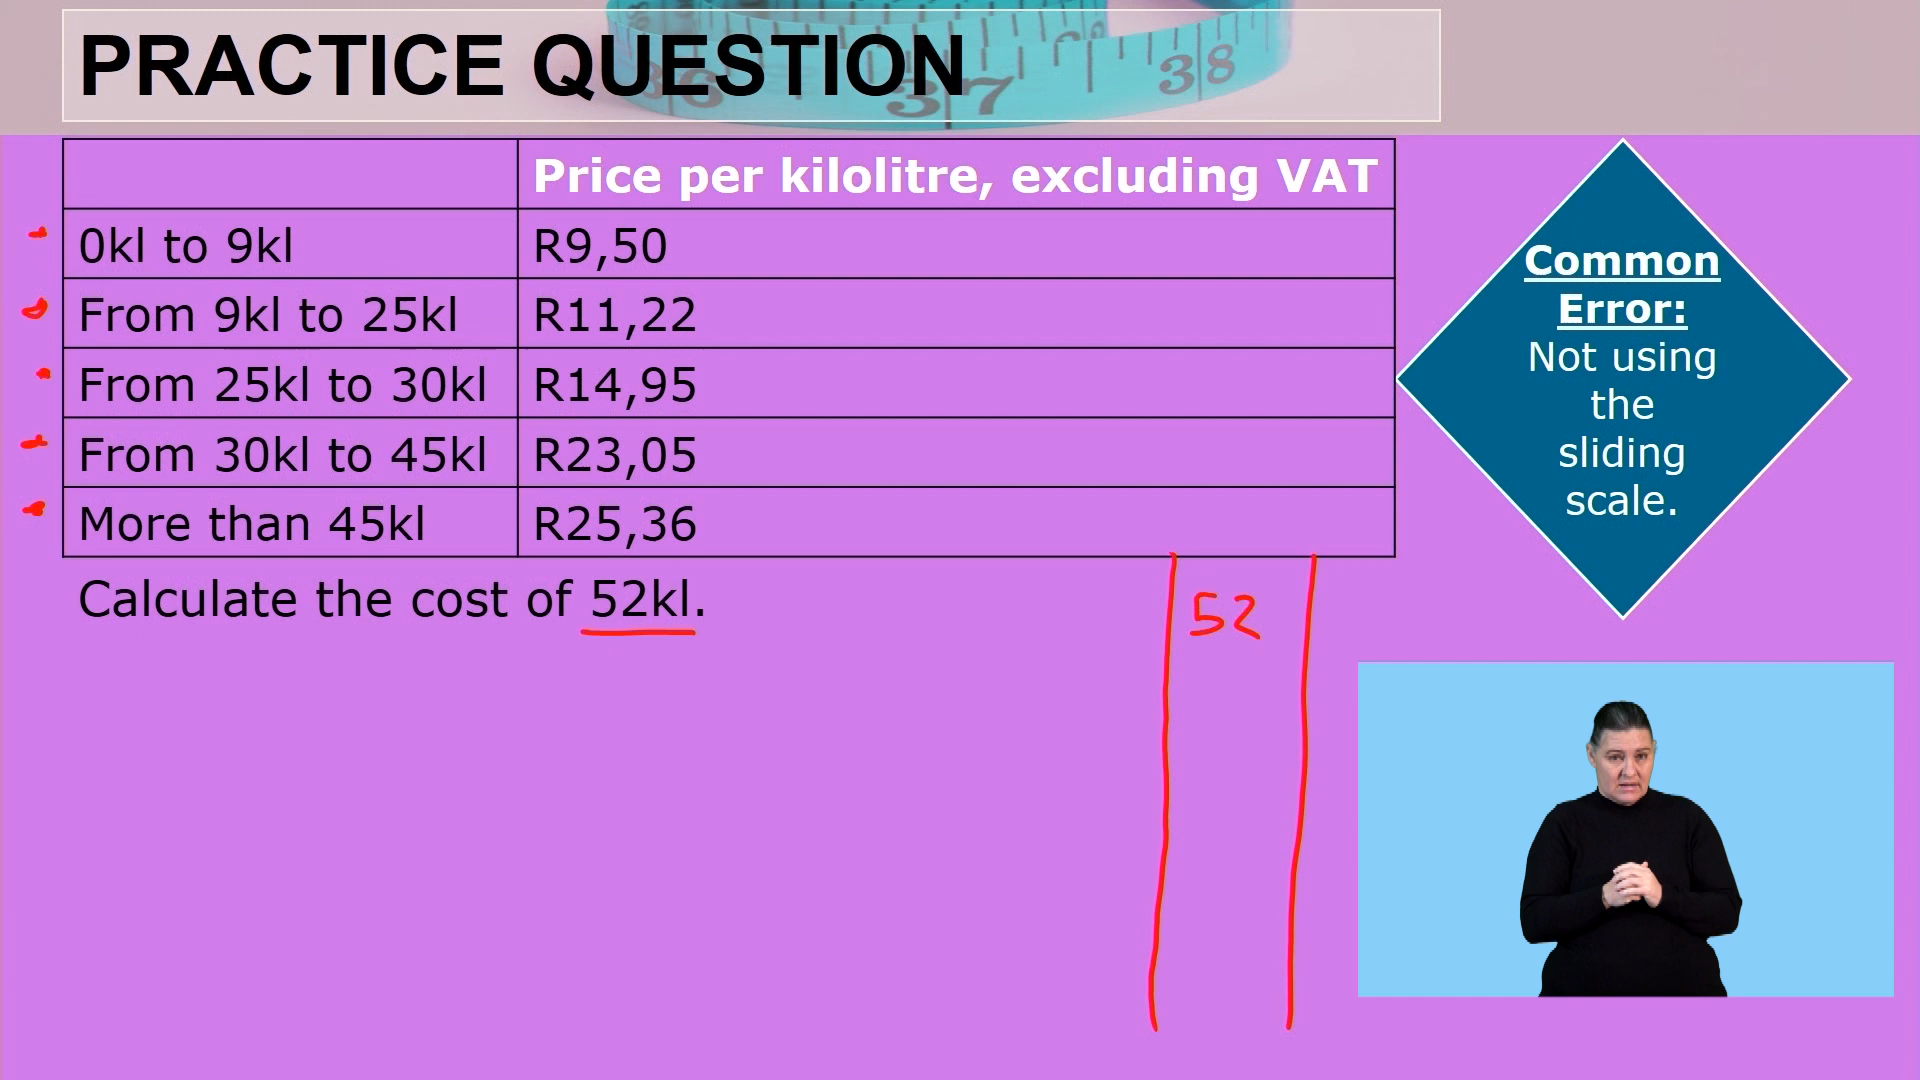 PRACTICE QUESTION
36 37 38
Price per kilolitre, excluding VAT
0kl to 9kl R9,50
From 9kl to 25kl R11,22
From 25kl to 30kl R14,95
From 30kl to 45kl R23,05
More than 45kl R25,36
Calculate the cost of 52kl.
52
Common
Error:
Not using
the
sliding
scale.